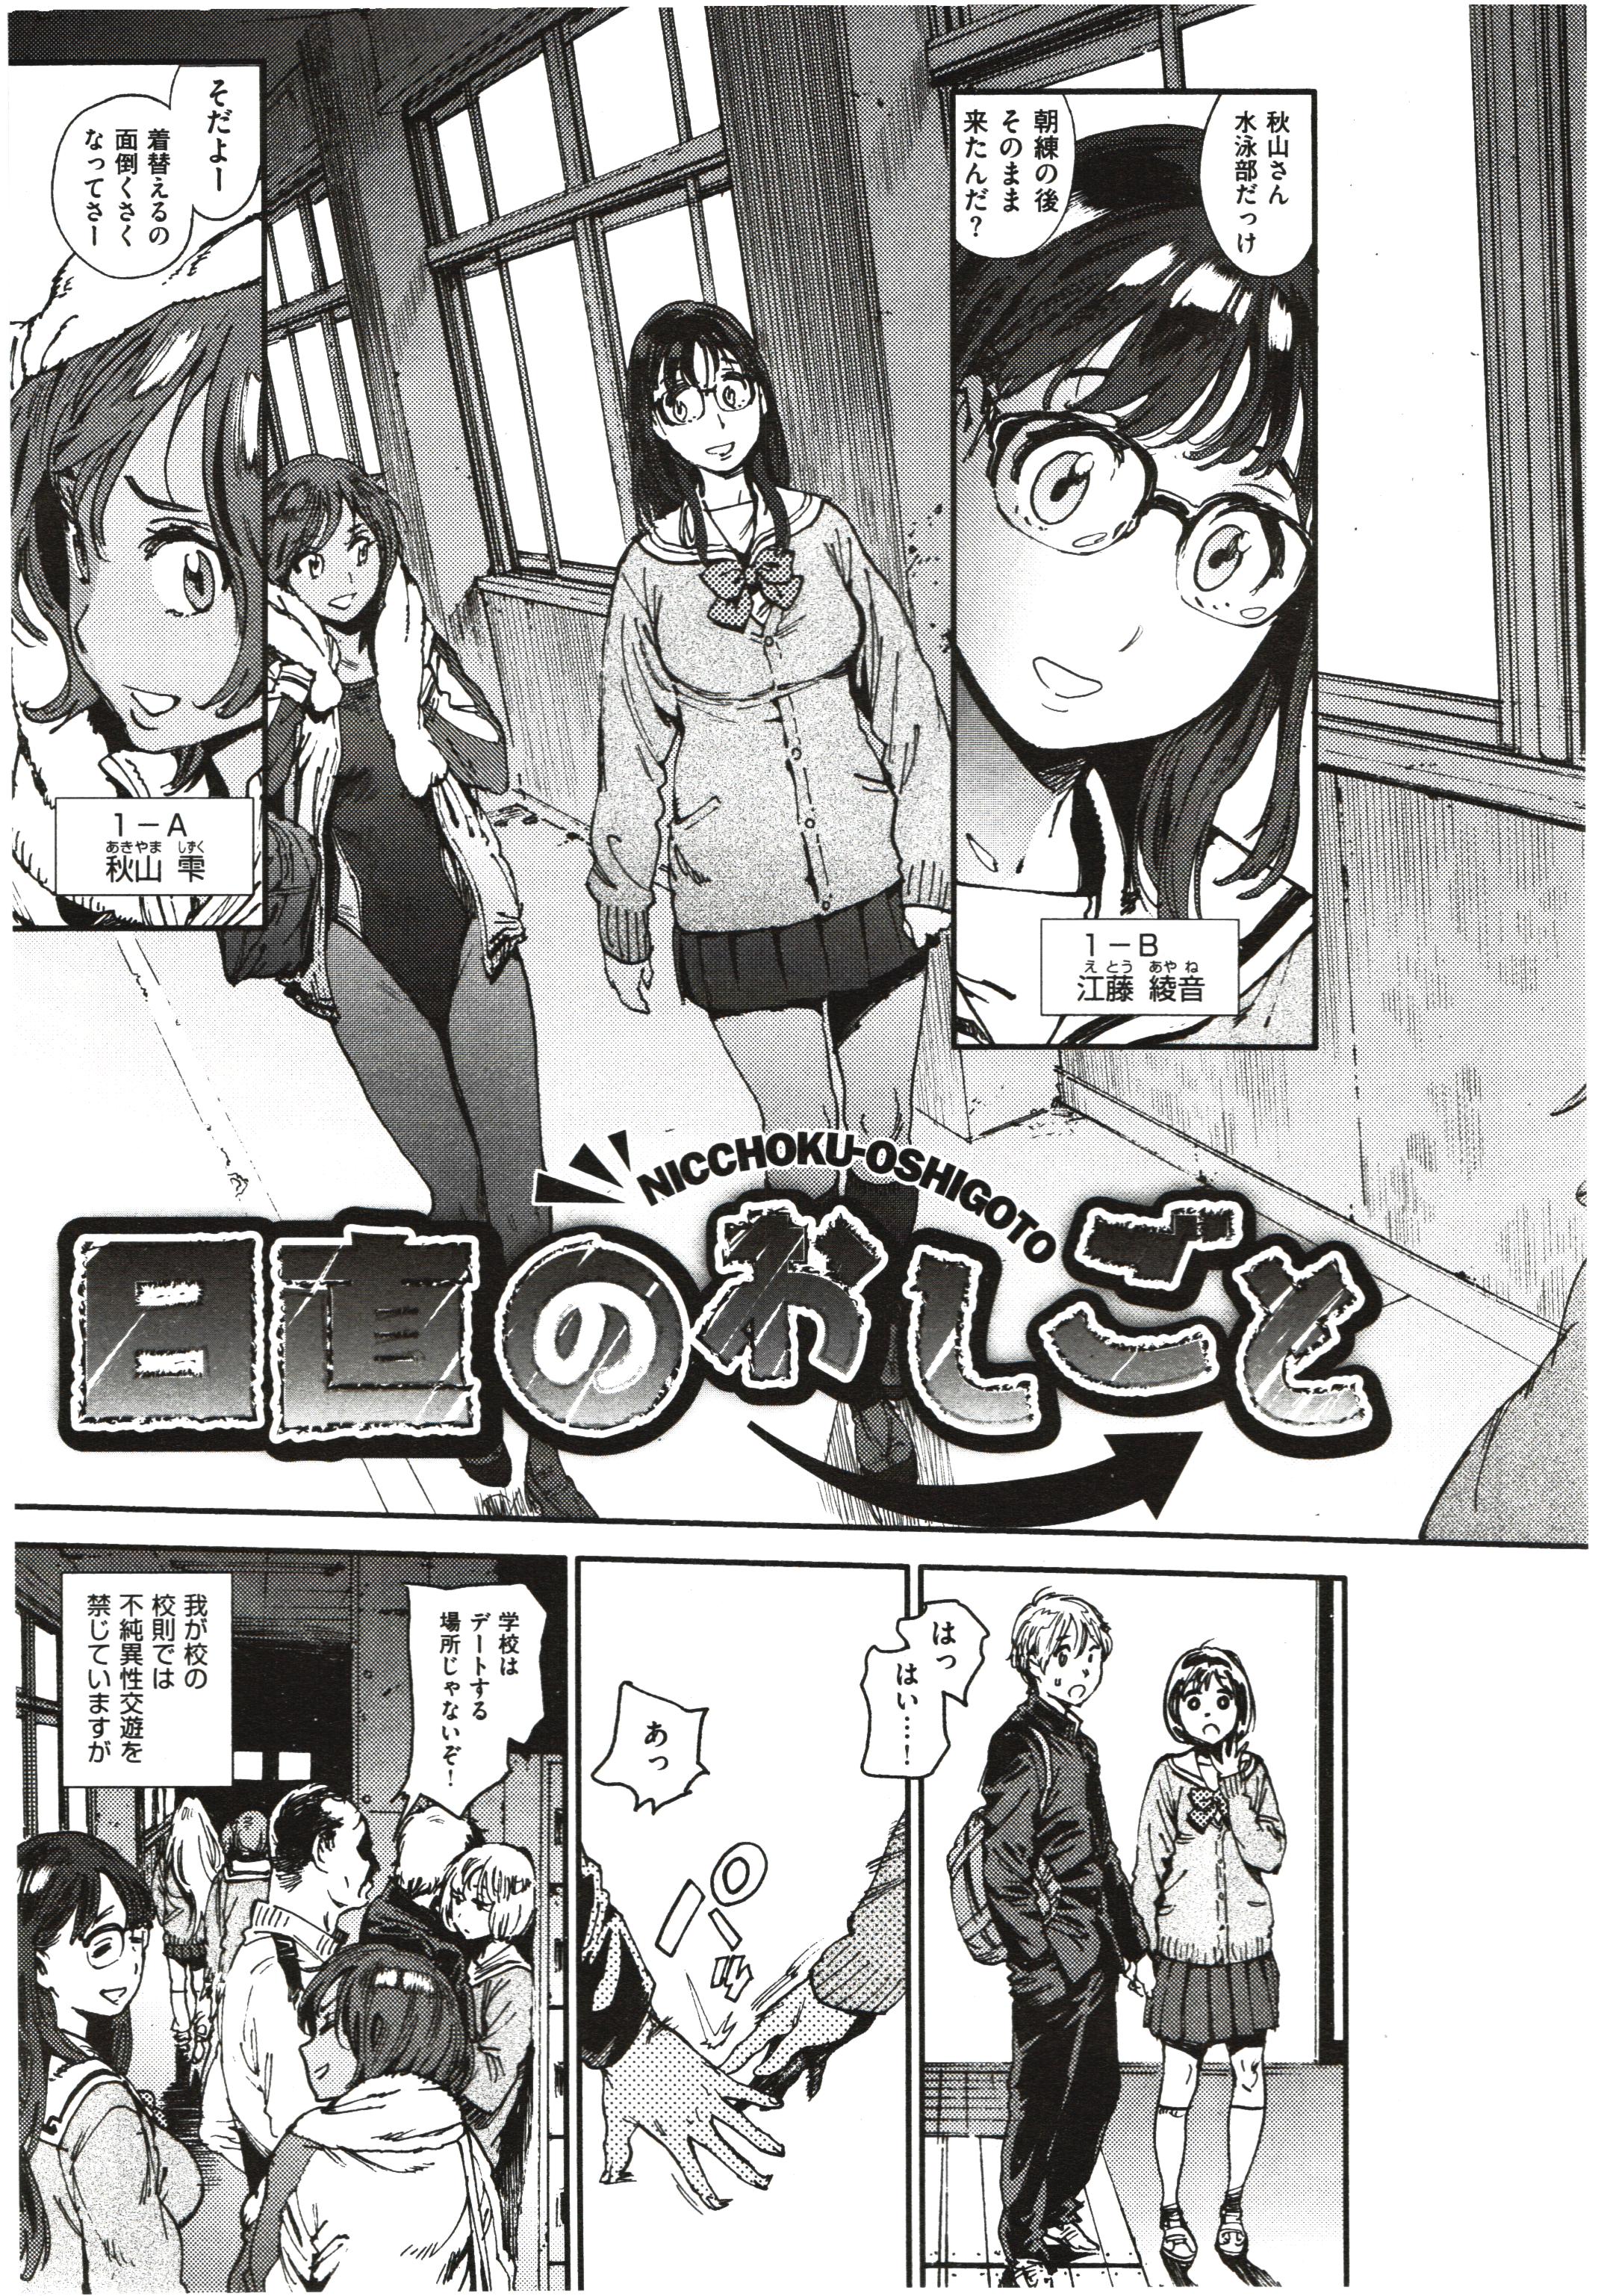 秋山さん
水泳部だっけ
朝練の後
そのまま
来たんだ？
1－B
えとう あやね
江藤 綾音
そだよー
着替えるの
面倒くさく
なってさー
1－A
あきやま しずく
秋山 雫
NICCHOKU-OSHIGOTO
日直のおしごと
はっ
はい…！
あっ
パッ
学校は
デートする
場所じゃないぞ！
我が校の
校則では
不純異性交遊を
禁じていますが